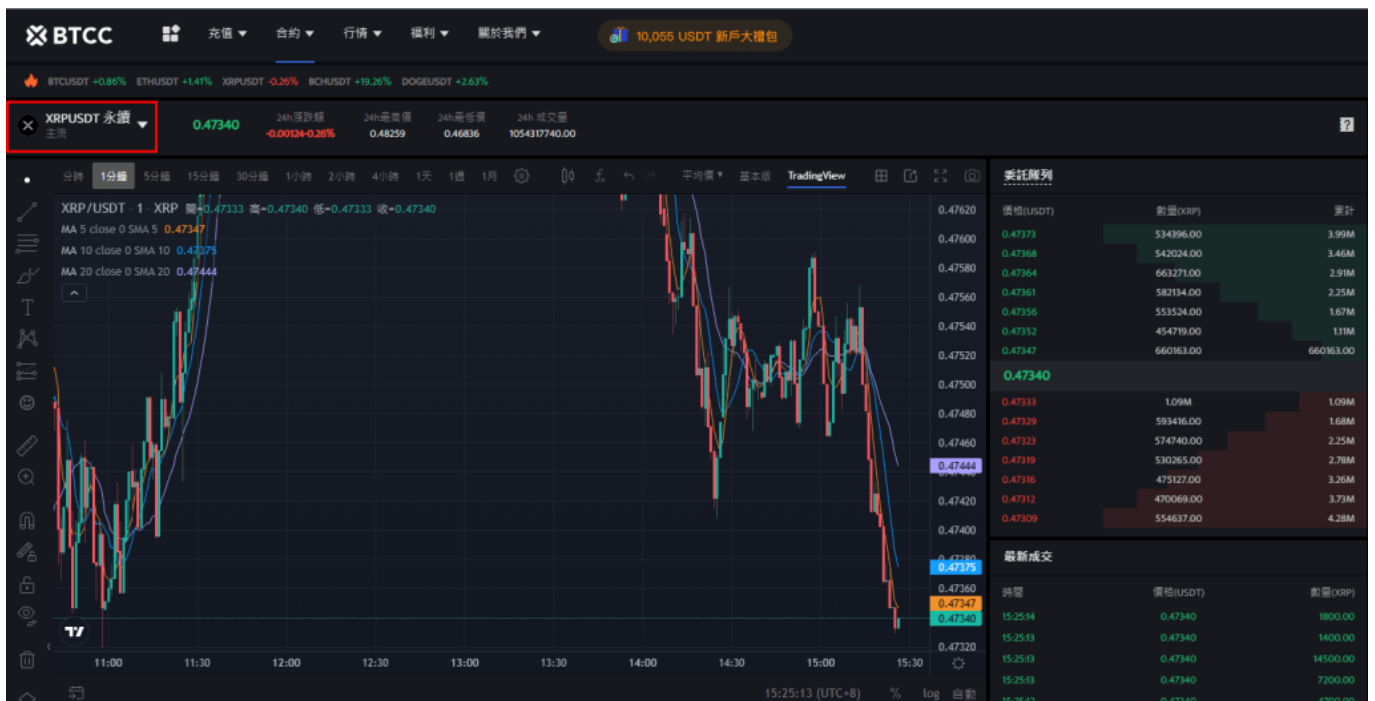 BTCC 充值 合約 行情 福利 關於我們 10,055 USDT 新戶大禮包
BTCUSDT +0.86% ETHUSDT +1.41% XRPUSDT -0.26% BCHUSDT +19.26% DOGEUSDT +2.63%
XRPUSDT 永續
主流
0.47340
24h漲跌額 24h最高價 24h最低價 24h 成交量
-0.00124-0.26% 0.48259 0.46836 1054317740.00
分時 1分鐘 5分鐘 15分鐘 30分鐘 1小時 2小時 4小時 1天 1週 1月 平均價 基本版 TradingView
XRP/USDT · 1 · XRP 開=0.47333 高=0.47340 低=0.47333 收=0.47340
MA 5 close 0 SMA 5 0.47347
MA 10 close 0 SMA 10 0.47375
MA 20 close 0 SMA 20 0.47444
0.47620
0.47600
0.47580
0.47560
0.47540
0.47520
0.47500
0.47480
0.47460
0.47444
0.47420
0.47400
0.47375
0.47360
0.47347
0.47340
0.47320
11:00 11:30 12:00 12:30 13:00 13:30 14:00 14:30 15:00 15:30
15:25:13 (UTC+8) % log 自動
委託隊列
價格(USDT) 數量(XRP) 累計
0.47373 534396.00 3.99M
0.47368 542024.00 3.46M
0.47364 663271.00 2.91M
0.47361 582134.00 2.25M
0.47356 553524.00 1.67M
0.47352 454719.00 1.11M
0.47347 660163.00 660163.00
0.47340
0.47333 1.09M 1.09M
0.47329 593416.00 1.68M
0.47323 574740.00 2.25M
0.47319 530265.00 2.78M
0.47316 475127.00 3.26M
0.47312 470069.00 3.73M
0.47309 554637.00 4.28M
最新成交
時間 價格(USDT) 數量(XRP)
15:25:14 0.47340 1800.00
15:25:13 0.47340 1400.00
15:25:13 0.47340 14500.00
15:25:13 0.47340 7200.00